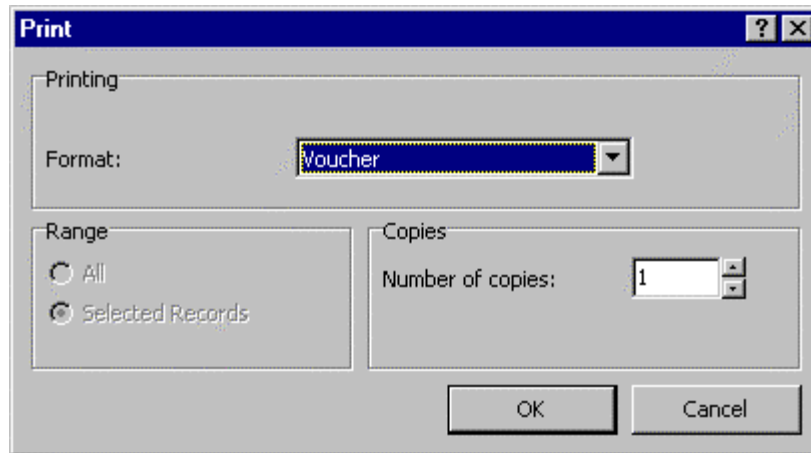 Print
Printing
Format: Voucher
Range
All
Selected Records
Copies
Number of copies: 1
OK Cancel